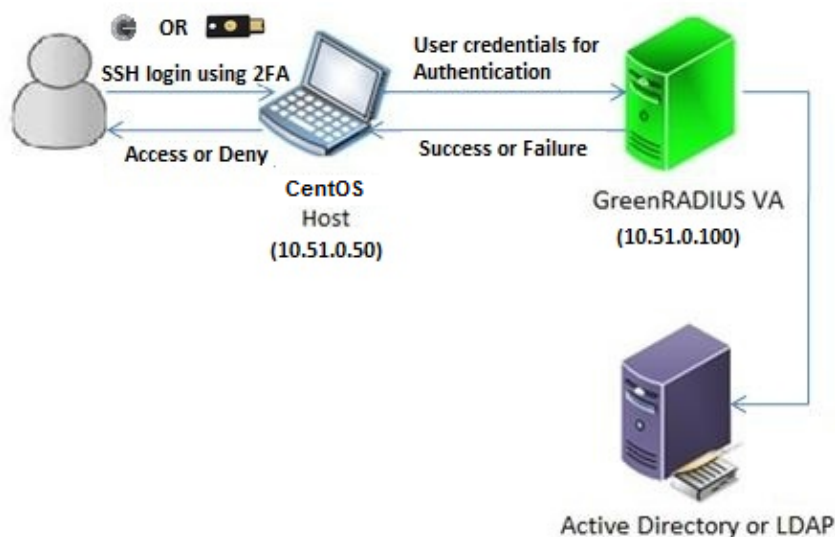 OR
SSH login using 2FA
User credentials for
Authentication
Access or Deny
Success or Failure
CentOS
Host
(10.51.0.50)
GreenRADIUS VA
(10.51.0.100)
Active Directory or LDAP